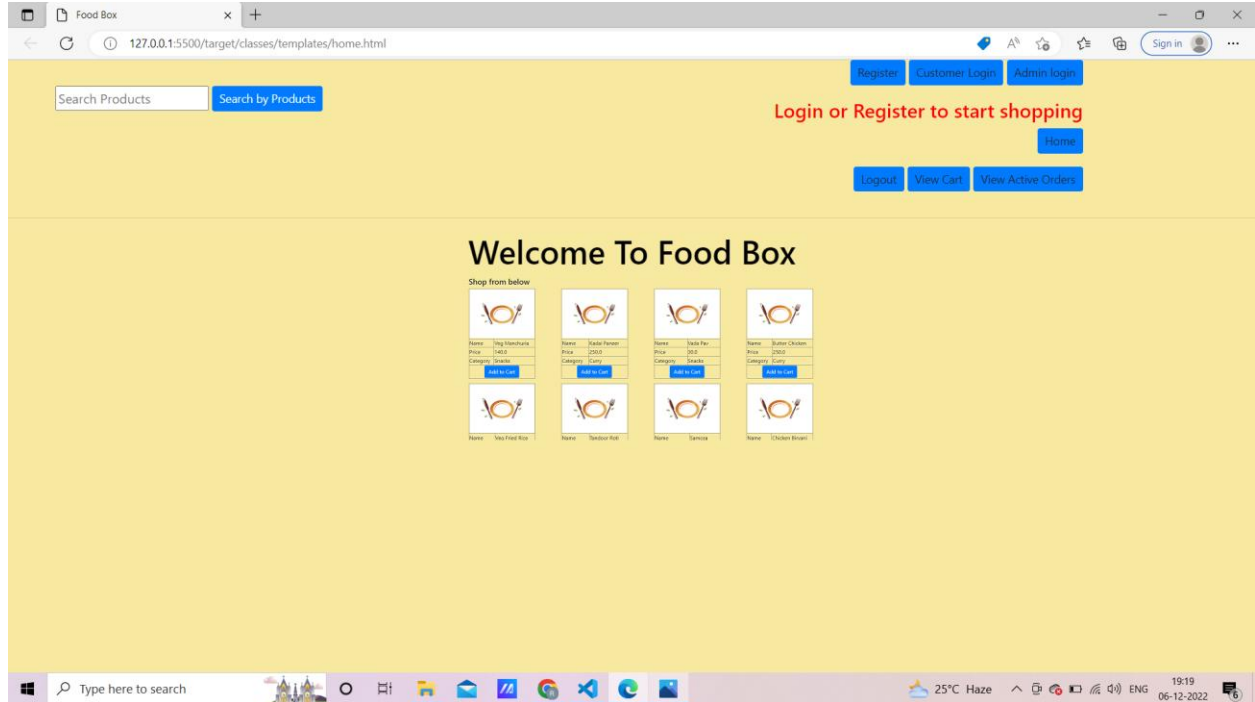 Food Box
127.0.0.1:5500/target/classes/templates/home.html
Sign in
Register Customer Login Admin login
Search Products Search by Products
Login or Register to start shopping
Home
Logout View Cart View Active Orders
Welcome To Food Box
Shop from below
Name Veg Manchuria Name Kadai Paneer Name Vada Pav Name Butter Chicken
Price 140.0 Price 250.0 Price 30.0 Price 250.0
Category Snacks Category Curry Category Snacks Category Curry
Add to Cart Add to Cart Add to Cart Add to Cart
Name Veg Fried Rice Name Tandoor Roti Name Samosa Name Chicken Biryani
Type here to search
25°C Haze
ENG
19:19
06-12-2022
6